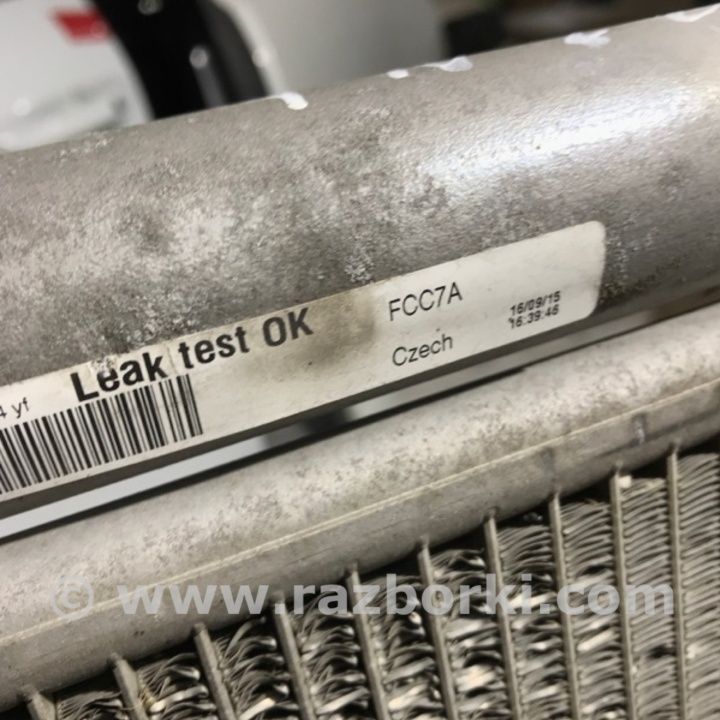 Leak test OK
4 yf
FCC7A
Czech
16/09/15
16:39:46
© www.razborki.com